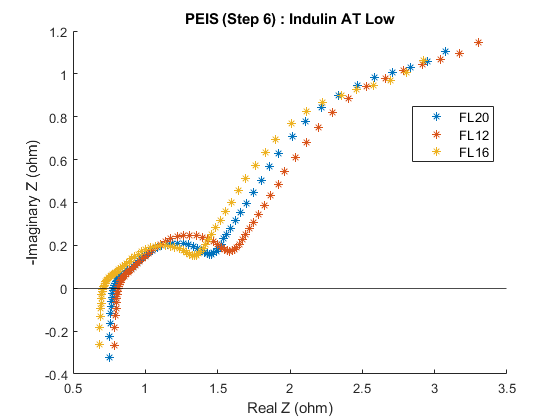 PEIS (Step 6) : Indulin AT Low
1.2
1
0.8
0.6
0.4
0.2
0
-0.2
-0.4
-Imaginary Z (ohm)
FL20
FL12
FL16
0.5
1
1.5
2
2.5
3
3.5
Real Z (ohm)